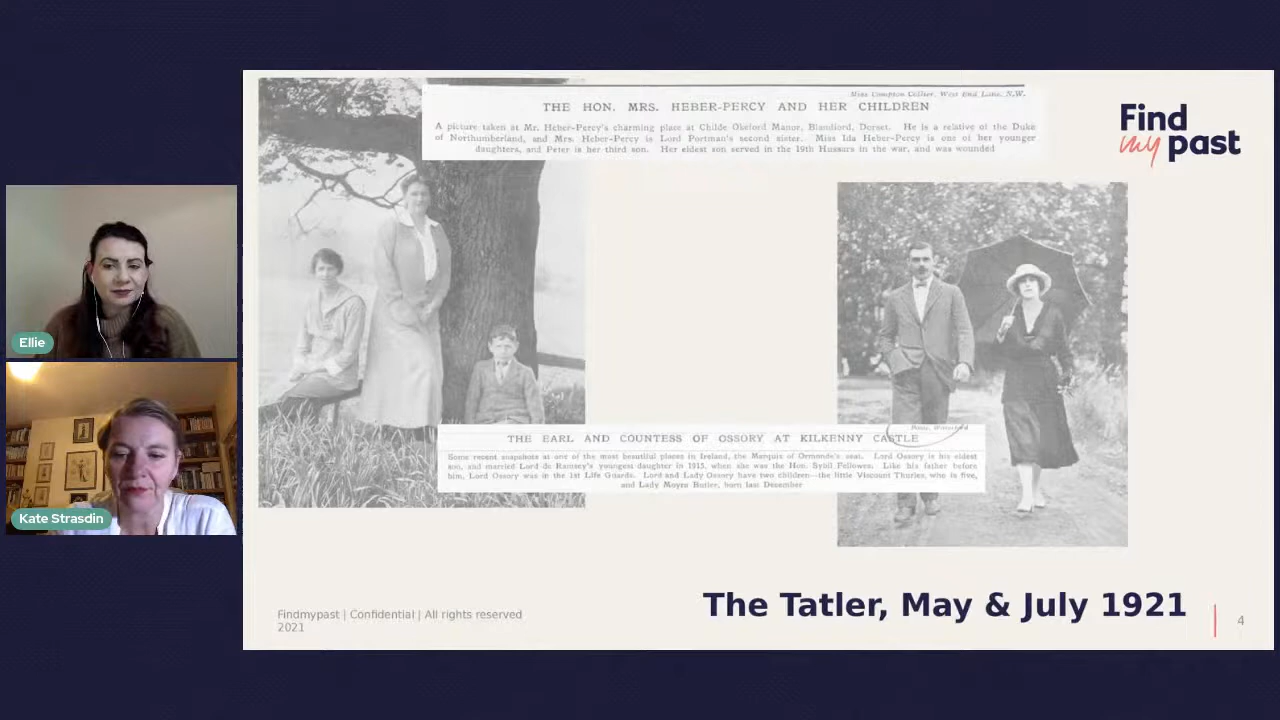 Miss Compton Collier, West End Lane, N.W.
THE HON. MRS. HEBER-PERCY AND HER CHILDREN
A picture taken at Mr. Heber-Percy's charming place at Childe Okeford Manor, Blandford, Dorset. He is a relative of the Duke
of Northumberland, and Mrs. Heber-Percy is Lord Portman's second sister. Miss Ida Heber-Percy is one of her younger
daughters, and Peter is her third son. Her eldest son served in the 19th Hussars in the war, and was wounded
Find
my past
Ellie
Kate Strasdin
THE EARL AND COUNTESS OF OSSORY AT KILKENNY CASTLE
Some recent snapshots at one of the most beautiful places in Ireland, the Marquis of Ormonde's seat. Lord Ossory is his eldest
son, and married Lord de Ramsey's youngest daughter in 1915, when she was the Hon. Sybil Fellowes. Like his father before
him, Lord Ossory was in the 1st Life Guards. Lord and Lady Ossory have two children—the little Viscount Thurles, who is five,
and Lady Moyra Butler, born last December
The Tatler, May & July 1921
Findmypast | Confidential | All rights reserved
2021
4